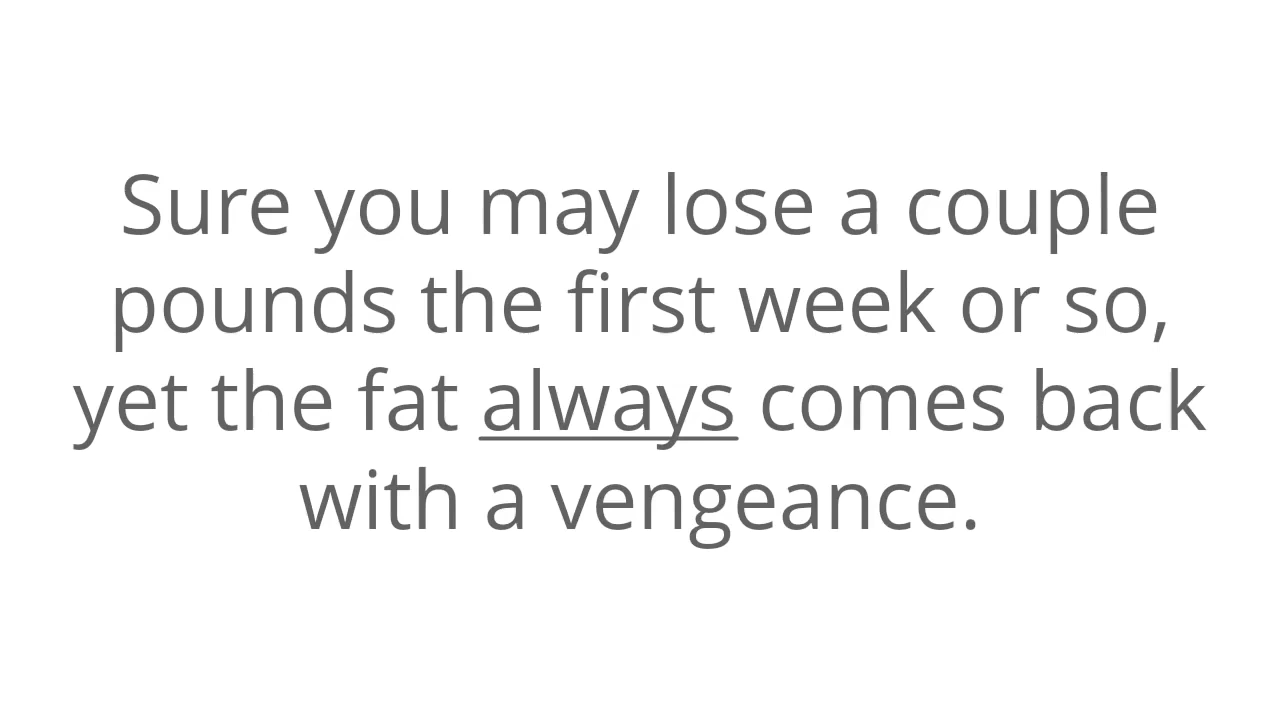 Sure you may lose a couple
pounds the first week or so,
yet the fat always comes back
with a vengeance.